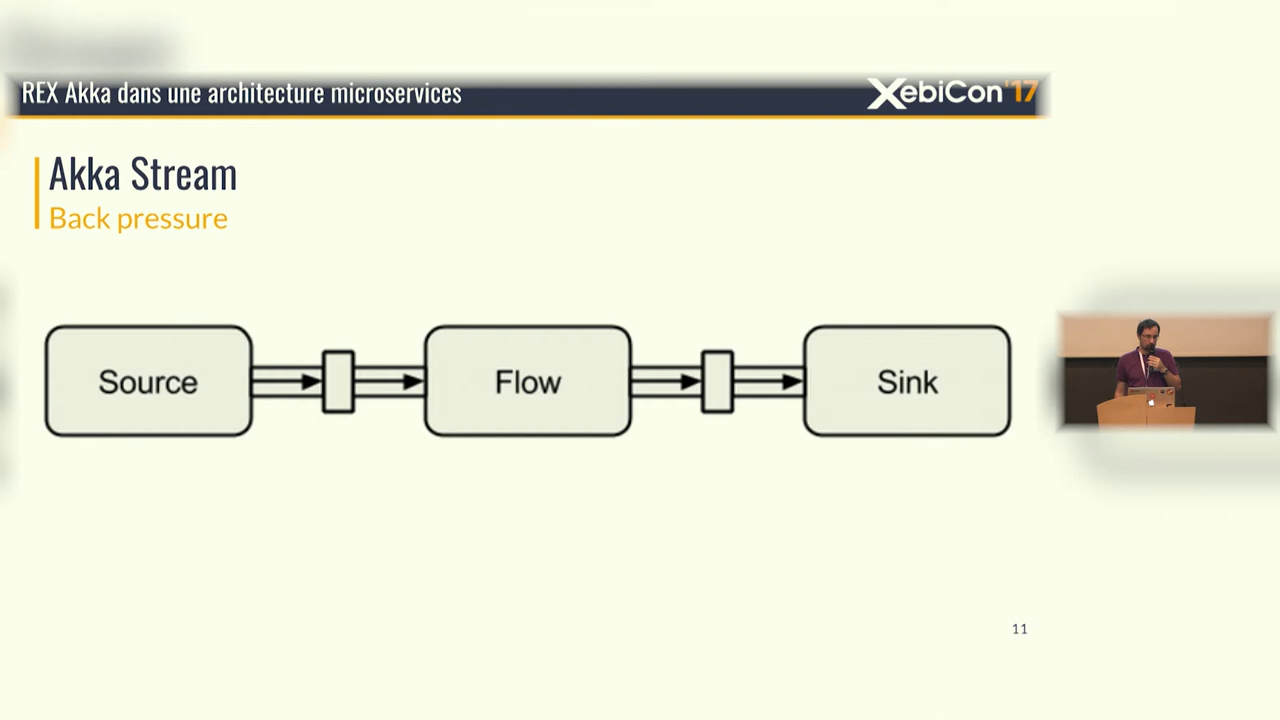 REX Akka dans une architecture microservices
XebiCon'17
Akka Stream
Back pressure
Source
Flow
Sink
11